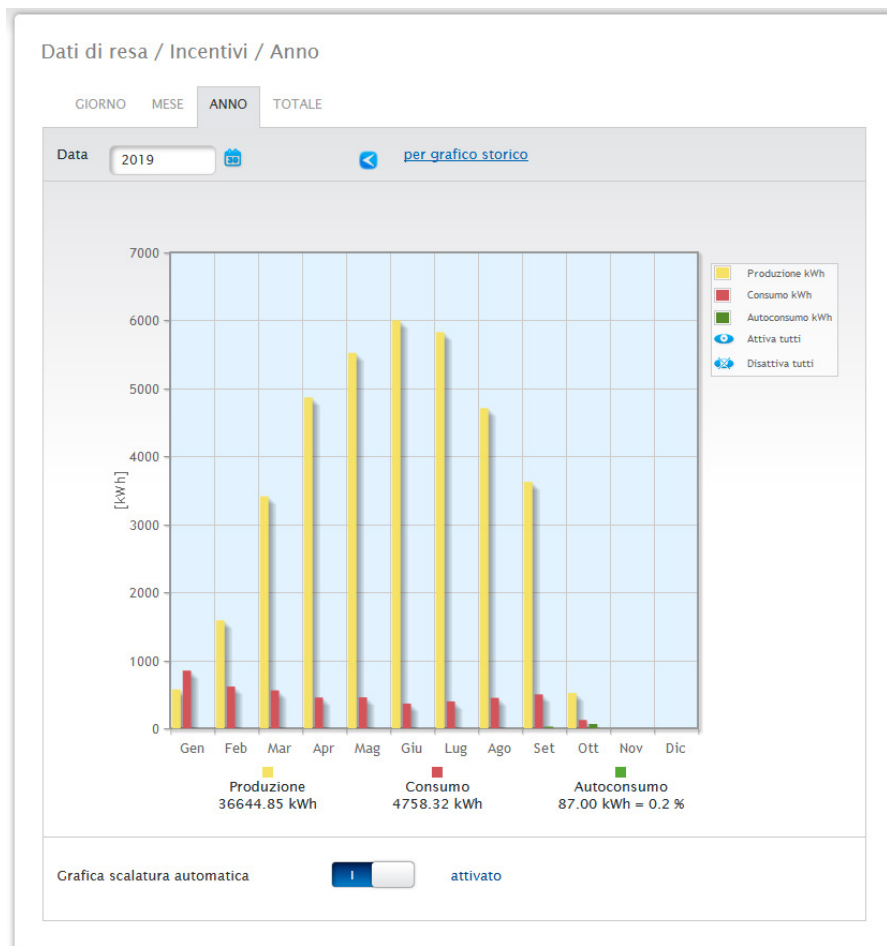 Dati di resa / Incentivi / Anno
GIORNO MESE ANNO TOTALE
Data 2019 30 per grafico storico
7000
6000
5000
4000
3000
2000
1000
0
[kWh]
Produzione kWh
Consumo kWh
Autoconsumo kWh
Attiva tutti
Disattiva tutti
Gen Feb Mar Apr Mag Giu Lug Ago Set Ott Nov Dic
Produzione Consumo Autoconsumo
36644.85 kWh 4758.32 kWh 87.00 kWh = 0.2 %
Grafica scalatura automatica I attivato